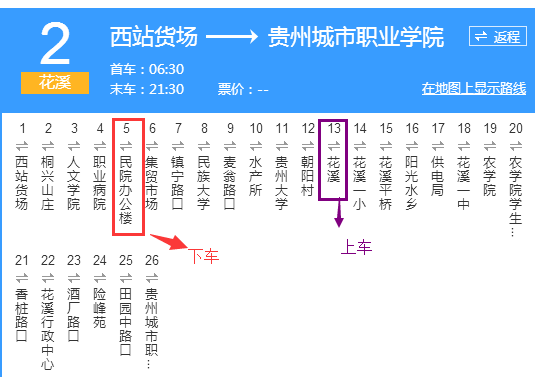 2
花溪
西站货场 ⟶ 贵州城市职业学院
⇌ 返程
首车：06:30
末车：21:30 票价：--
在地图上显示路线
1 ⇌ 西站货场
2 ⇌ 桐兴山庄
3 ⇌ 人文学院
4 ⇌ 职业病院
5 ⇌ 民院办公楼
6 ⇌ 集贸市场
7 ⇌ 镇宁路口
8 ⇌ 民族大学
9 ⇌ 麦翁路口
10 ⇌ 水产所
11 ⇌ 贵州大学
12 ⇌ 朝阳村
13 ⇌ 花溪
14 ⇌ 花溪一小
15 ⇌ 花溪平桥
16 ⇌ 阳光水乡
17 ⇌ 供电局
18 ⇌ 花溪一中
19 ⇌ 农学院
20 ⇌ 农学院学生…
下车
上车
21 ⇌ 香桩路口
22 ⇌ 花溪行政中心
23 ⇌ 酒厂路口
24 ⇌ 险峰苑
25 ⇌ 田园中路口
26 ⇌ 贵州城市职…